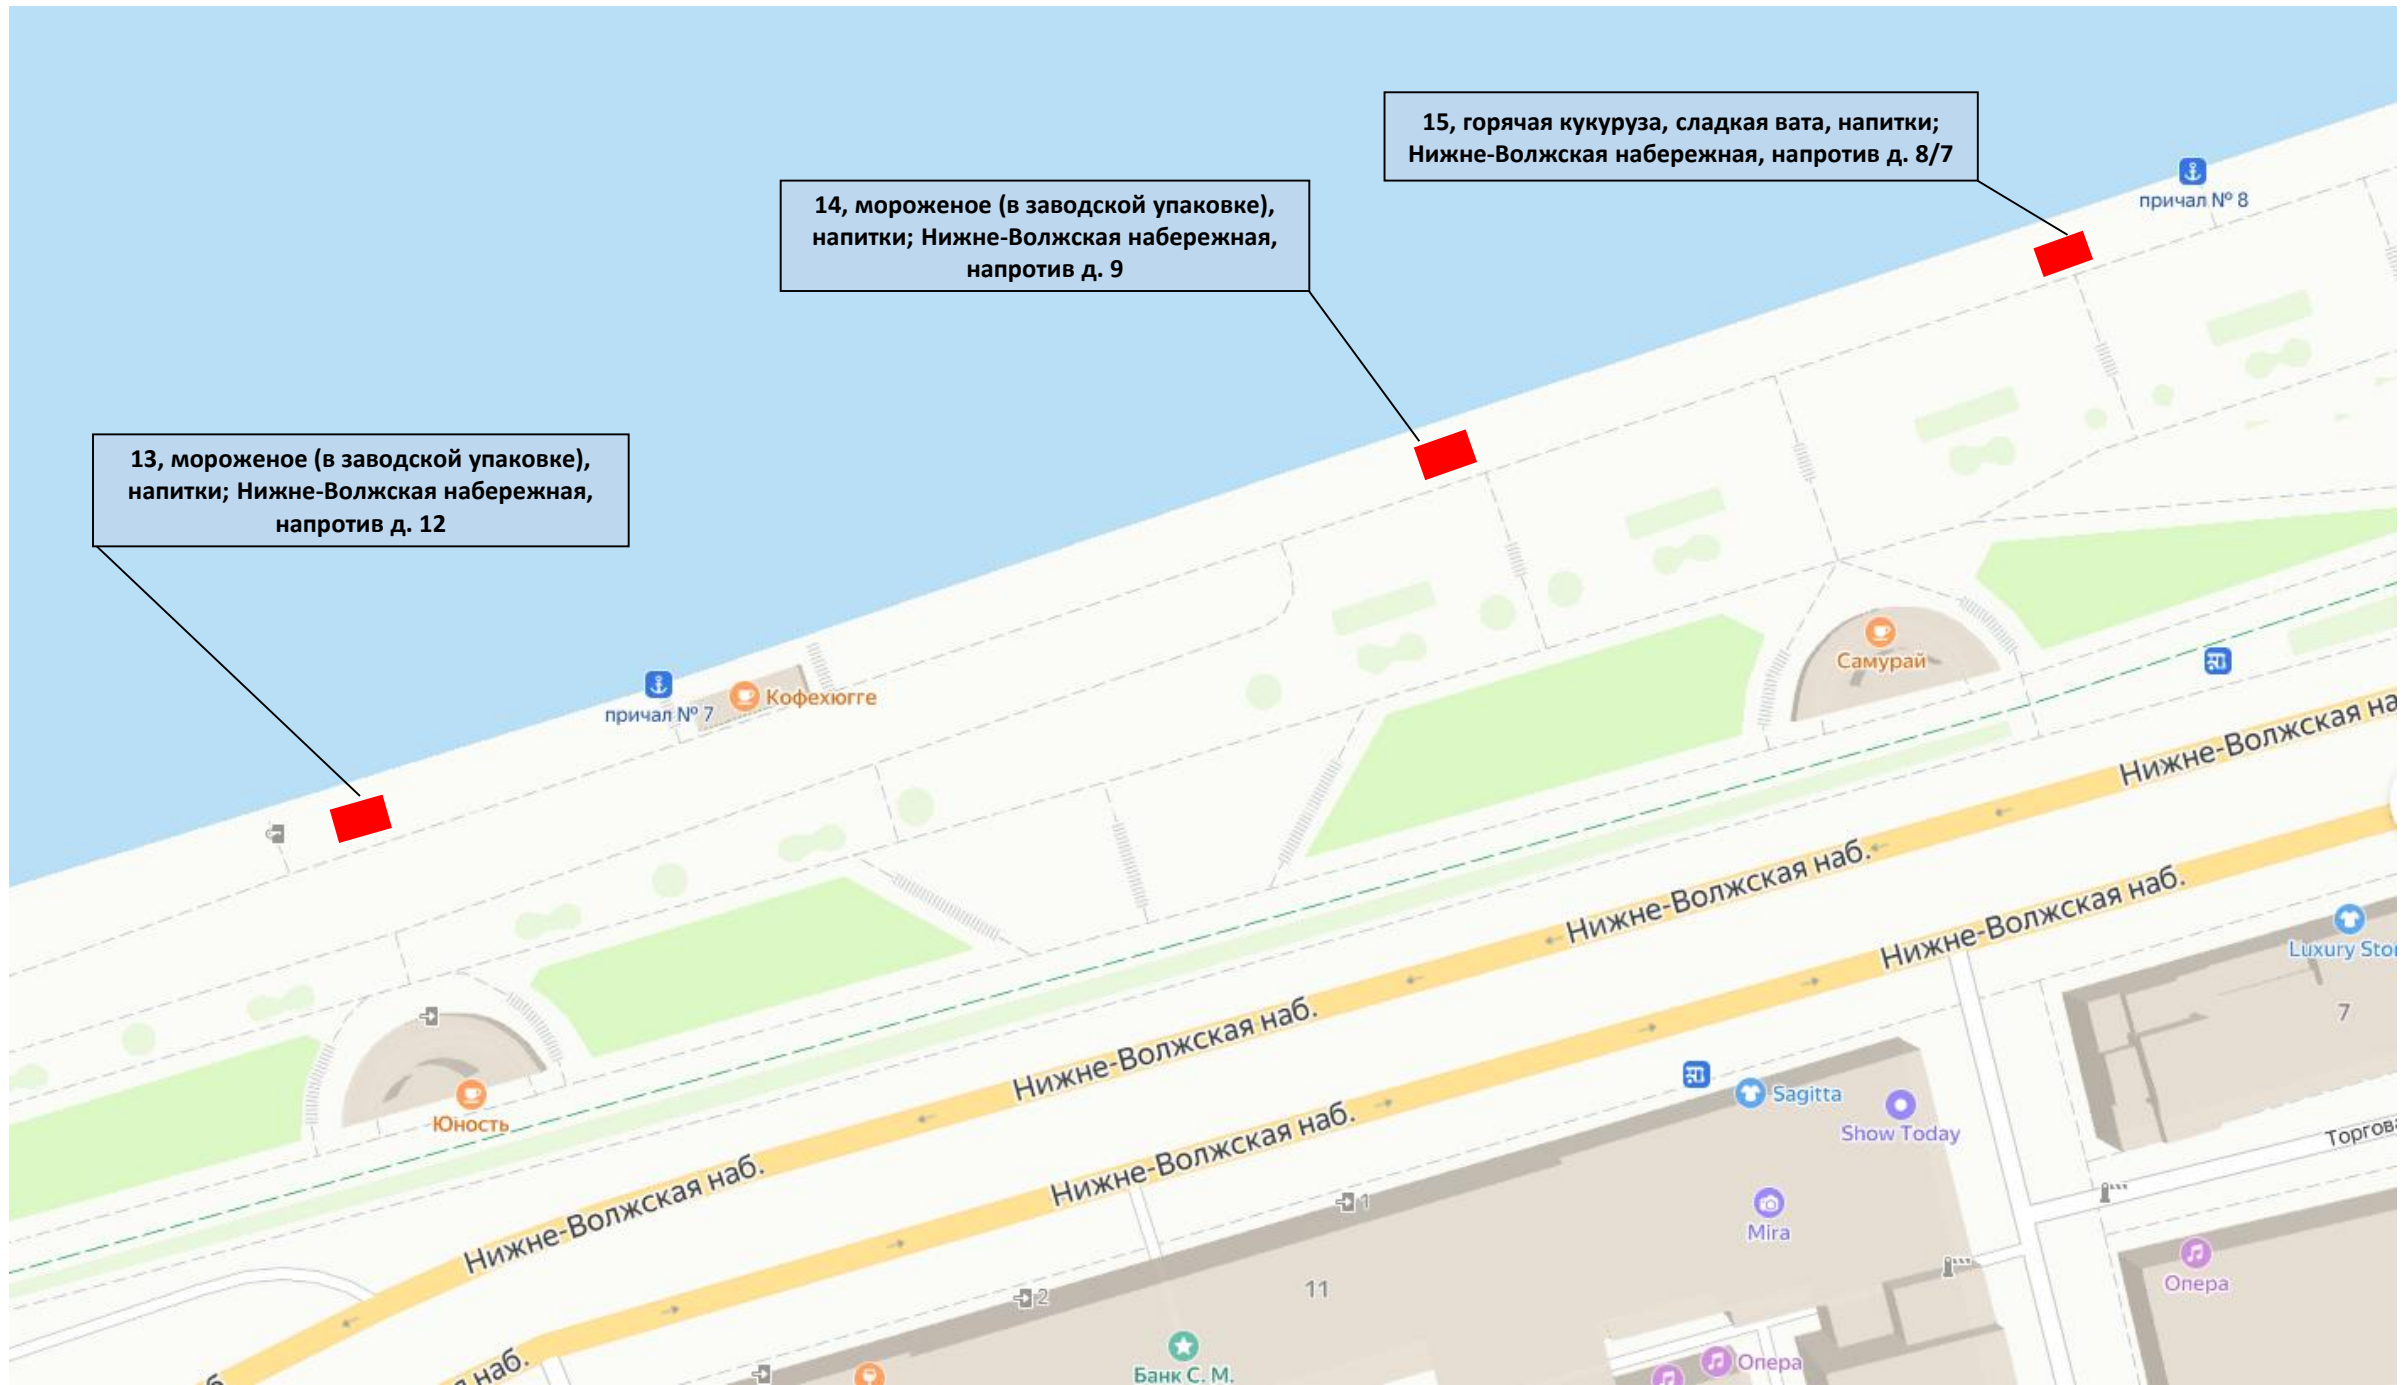 15, горячая кукуруза, сладкая вата, напитки;
Нижне-Волжская набережная, напротив д. 8/7
причал № 8
14, мороженое (в заводской упаковке),
напитки; Нижне-Волжская набережная,
напротив д. 9
13, мороженое (в заводской упаковке),
напитки; Нижне-Волжская набережная,
напротив д. 12
Самурай
причал № 7
Кофехюгге
Нижне-Волжская на
Нижне-Волжская наб.
Нижне-Волжская наб.
Luxury Stor
7
Нижне-Волжская наб.
Юность
Sagitta
Show Today
Торгова
Нижне-Волжская наб.
Нижне-Волжская наб.
1
Mira
11
2
Опера
Банк С. М.
Опера
я наб.
б